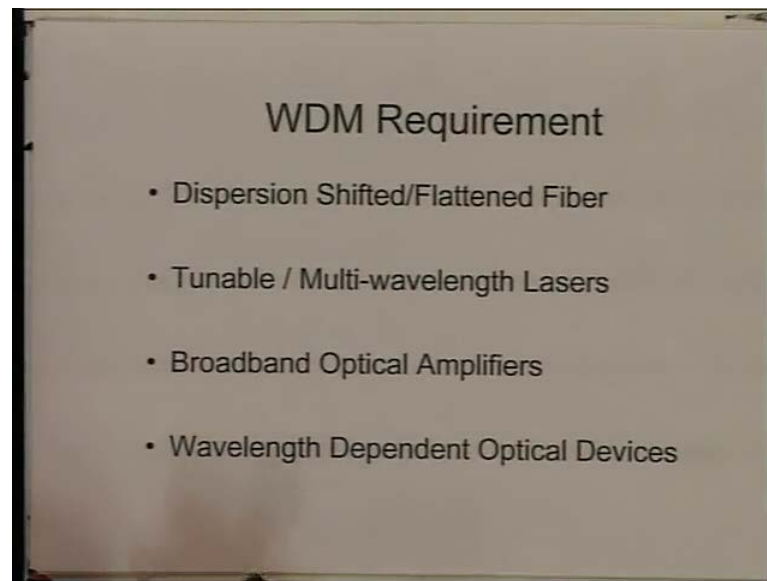 WDM Requirement
• Dispersion Shifted/Flattened Fiber
• Tunable / Multi-wavelength Lasers
• Broadband Optical Amplifiers
• Wavelength Dependent Optical Devices